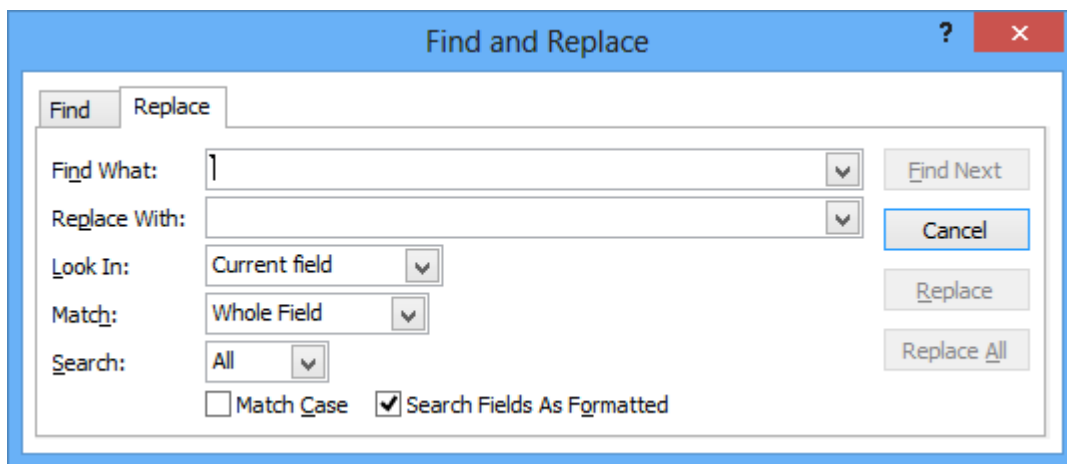 Find and Replace ?
Find Replace
Find What: Find Next
Replace With: Cancel
Look In: Current field
Replace
Match: Whole Field
Search: All Replace All
Match Case Search Fields As Formatted